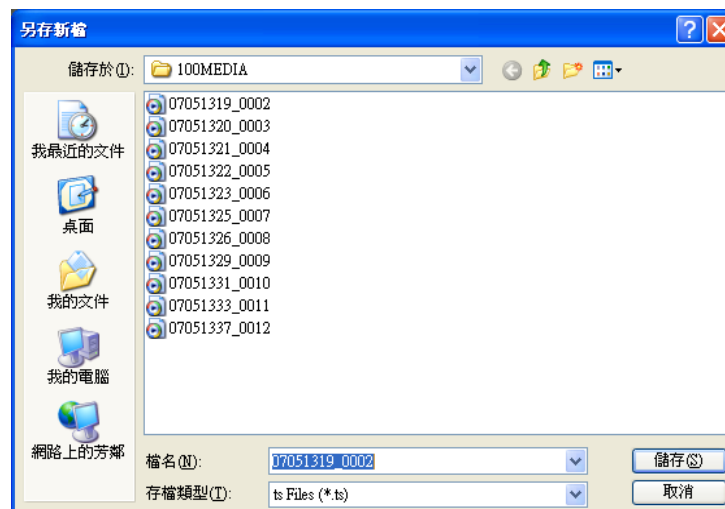 另存新檔
儲存於(I):
100MEDIA
我最近的文件
桌面
我的文件
我的電腦
網路上的芳鄰
07051319_0002
07051320_0003
07051321_0004
07051322_0005
07051323_0006
07051325_0007
07051326_0008
07051329_0009
07051331_0010
07051333_0011
07051337_0012
檔名(N):
07051319_0002
儲存(S)
存檔類型(T):
ts Files (*.ts)
取消